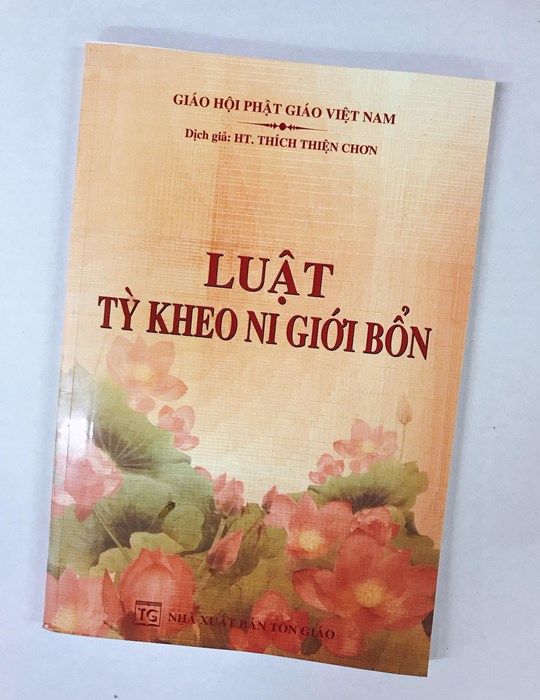 GIÁO HỘI PHẬT GIÁO VIỆT NAM
Dịch giả: HT. THÍCH THIỆN CHƠN
LUẬT
TỲ KHEO NI GIỚI BỔN
TG NHÀ XUẤT BẢN TÔN GIÁO